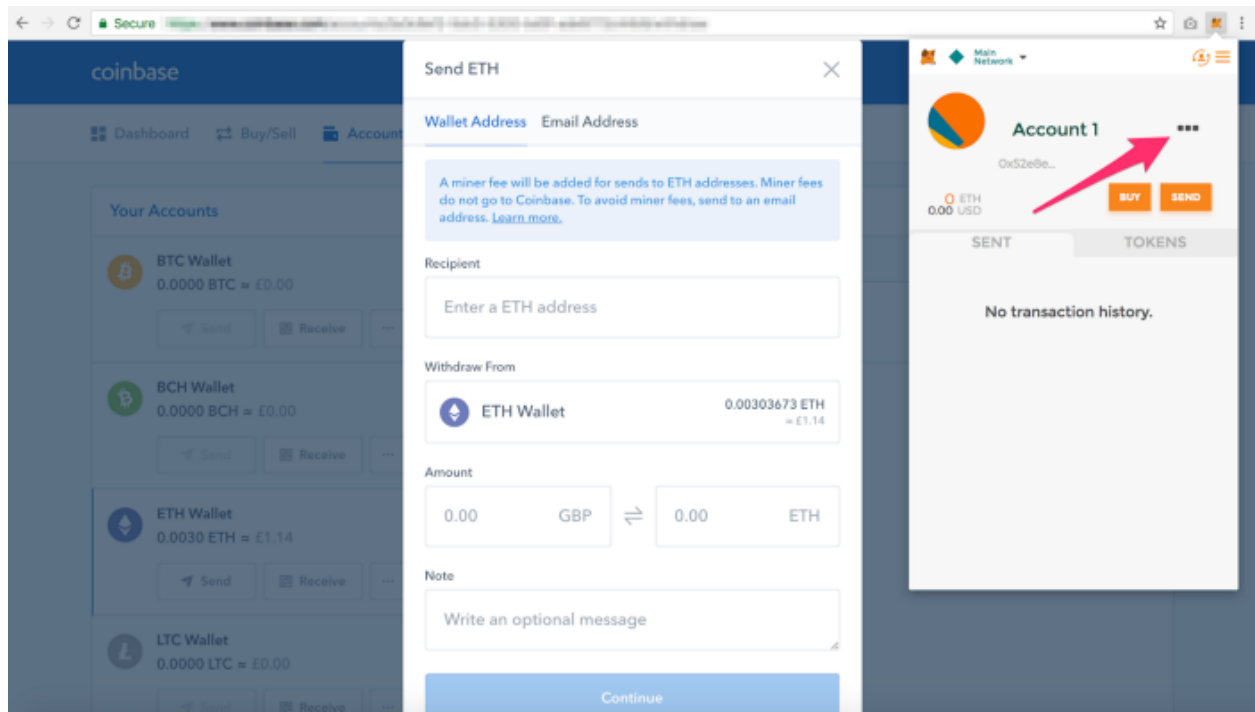 Secure
coinbase
Dashboard
Buy/Sell
Account
Your Accounts
BTC Wallet
0.0000 BTC ≈ £0.00
Send
Receive
BCH Wallet
0.0000 BCH ≈ £0.00
Send
Receive
ETH Wallet
0.0030 ETH ≈ £1.14
Send
Receive
LTC Wallet
0.0000 LTC ≈ £0.00
Send
Receive
Send ETH
Wallet Address
Email Address
A miner fee will be added for sends to ETH addresses. Miner fees
do not go to Coinbase. To avoid miner fees, send to an email
address. Learn more.
Recipient
Enter a ETH address
Withdraw From
ETH Wallet
0.00303673 ETH
≈ £1.14
Amount
0.00 GBP
0.00 ETH
Note
Write an optional message
Continue
Main
Network
Account 1
0x52e8e...
0 ETH
0.00 USD
BUY
SEND
SENT
TOKENS
No transaction history.